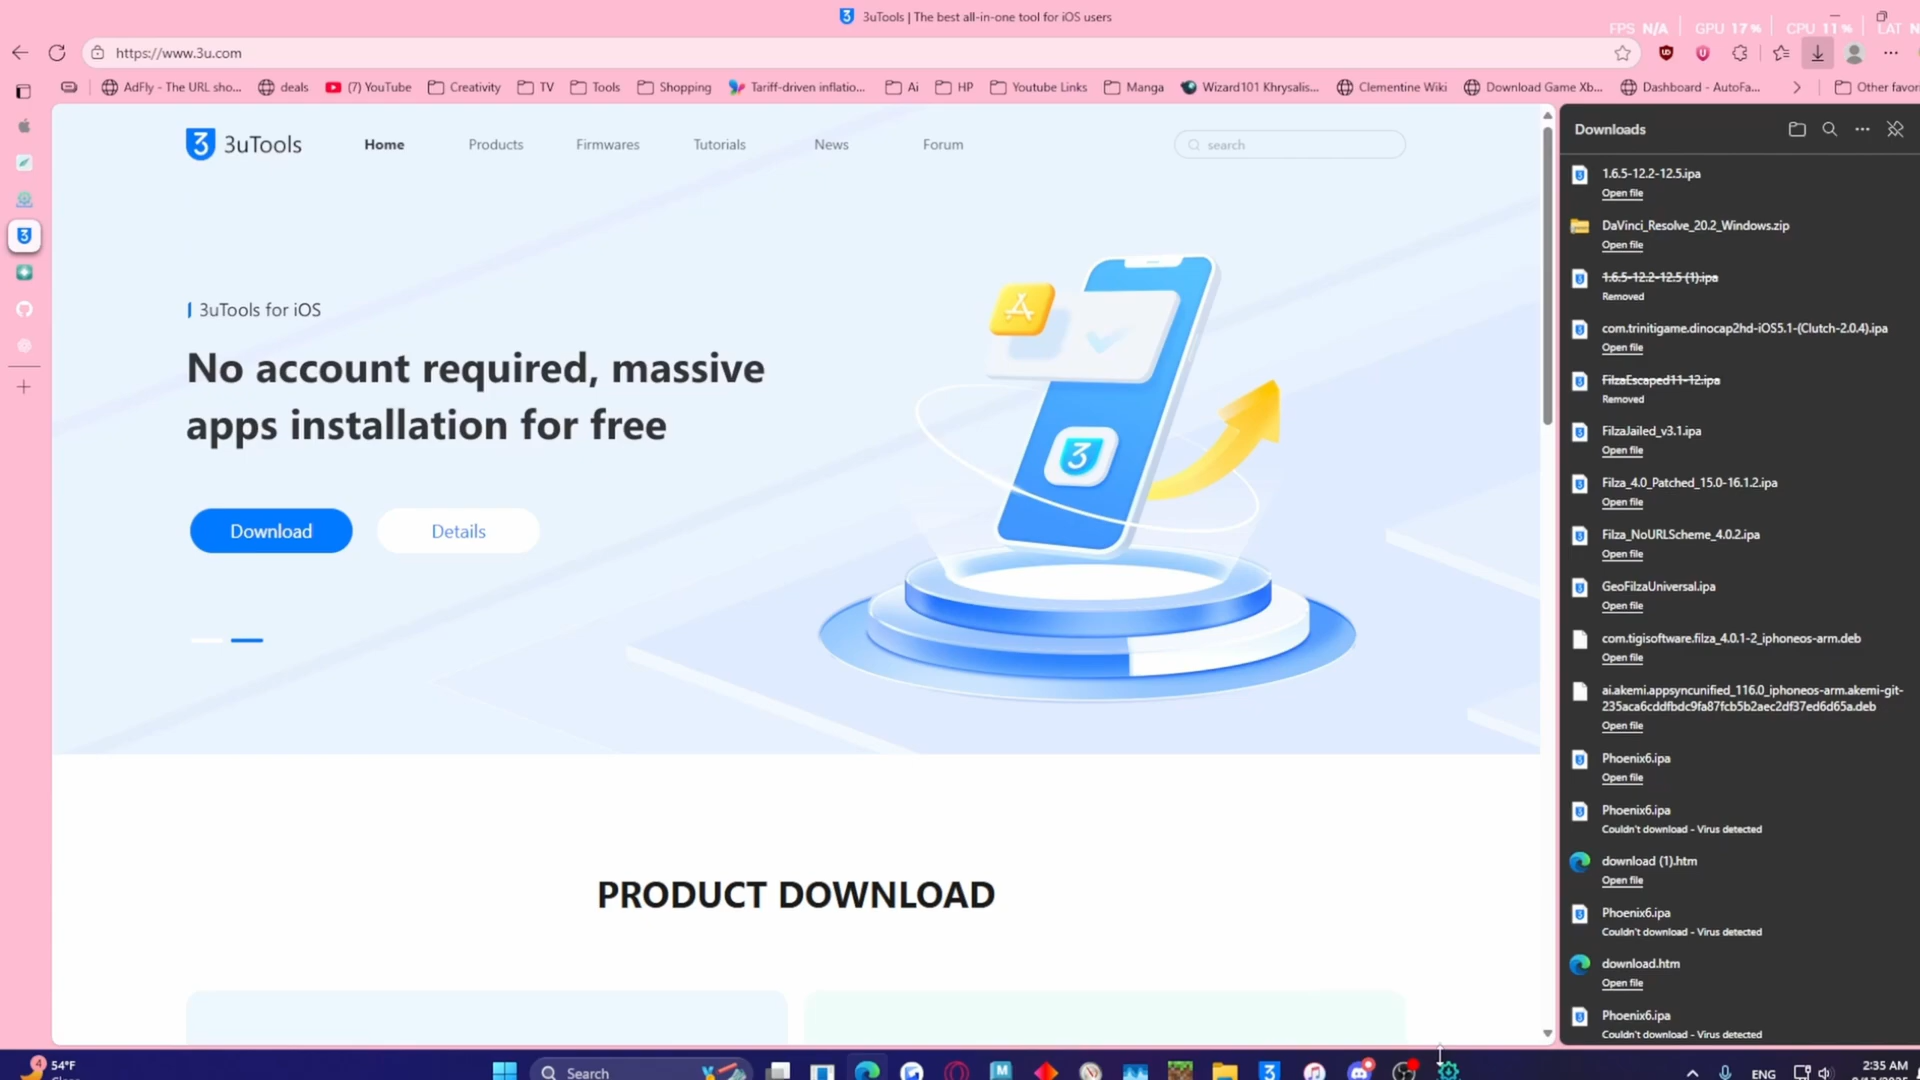 3uTools | The best all-in-one tool for iOS users
FPS N/A
GPU 17 %
CPU 11 %
LAT N
https://www.3u.com
AdFly - The URL sho...
deals
(7) YouTube
Creativity
TV
Tools
Shopping
Tariff-driven inflatio...
Ai
HP
Youtube Links
Manga
Wizard101 Khrysalis...
Clementine Wiki
Download Game Xb...
Dashboard - AutoFa...
Other favor
3uTools
Home
Products
Firmwares
Tutorials
News
Forum
search
3uTools for iOS
No account required, massive
apps installation for free
Download
Details
PRODUCT DOWNLOAD
Downloads
1.6.5-12.2-12.5.ipa
Open file
DaVinci_Resolve_20.2_Windows.zip
Open file
1.6.5-12.2-12.5 (1).ipa
Removed
com.trinitigame.dinocap2hd-iOS5.1-(Clutch-2.0.4).ipa
Open file
FilzaEscaped11-12.ipa
Removed
FilzaJailed_v3.1.ipa
Open file
Filza_4.0_Patched_15.0-16.1.2.ipa
Open file
Filza_NoURLScheme_4.0.2.ipa
Open file
GeoFilzaUniversal.ipa
Open file
com.tigisoftware.filza_4.0.1-2_iphoneos-arm.deb
Open file
ai.akemi.appsyncunified_116.0_iphoneos-arm.akemi-git-
235aca6cddfbdc9fa87fcb5b2aec2df37ed6d65a.deb
Open file
Phoenix6.ipa
Open file
Phoenix6.ipa
Couldn't download - Virus detected
download (1).htm
Open file
Phoenix6.ipa
Couldn't download - Virus detected
download.htm
Open file
Phoenix6.ipa
Couldn't download - Virus detected
4
54°F
Search
ENG
2:35 AM